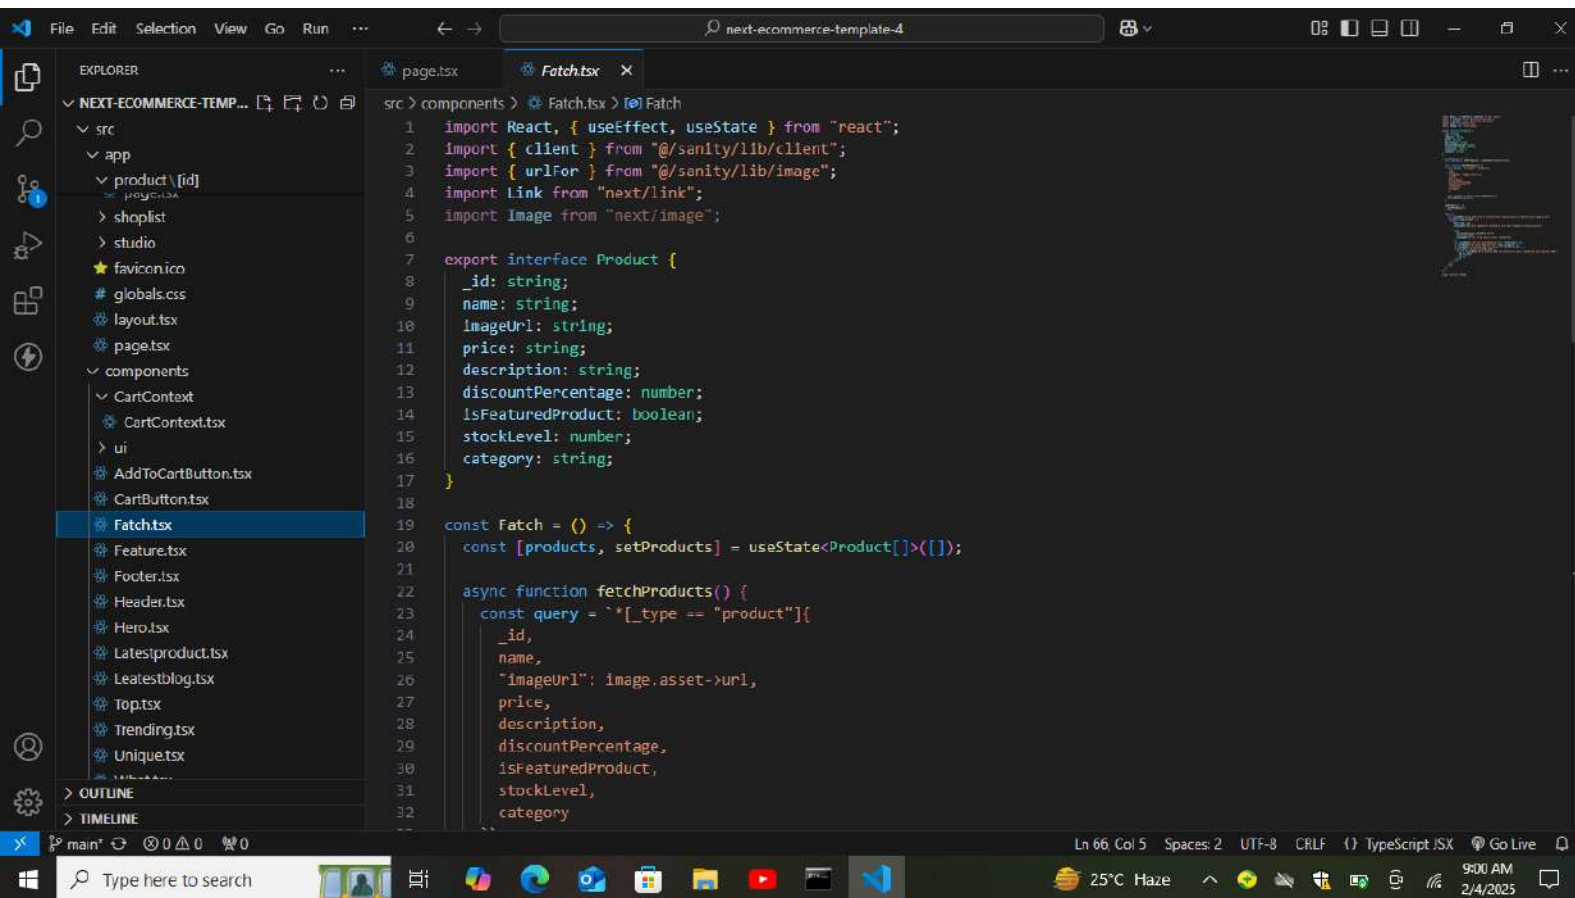 File Edit Selection View Go Run ··· next-ecommerce-template-4
EXPLORER ···
NEXT-ECOMMERCE-TEMP...
src
app
product\[id]
page.tsx
shoplist
studio
favicon.ico
# globals.css
layout.tsx
page.tsx
components
CartContext
CartContext.tsx
ui
AddToCartButton.tsx
CartButton.tsx
Fatch.tsx
Feature.tsx
Footer.tsx
Header.tsx
Hero.tsx
Latestproduct.tsx
Leatestblog.tsx
Top.tsx
Trending.tsx
Unique.tsx
OUTLINE
TIMELINE
page.tsx Fatch.tsx
src > components > Fatch.tsx > Fatch
1 import React, { useEffect, useState } from "react";
2 import { client } from "@/sanity/lib/client";
3 import { urlFor } from "@/sanity/lib/image";
4 import Link from "next/link";
5 import Image from "next/image";
6
7 export interface Product {
8 _id: string;
9 name: string;
10 imageUrl: string;
11 price: string;
12 description: string;
13 discountPercentage: number;
14 isFeaturedProduct: boolean;
15 stockLevel: number;
16 category: string;
17 }
18
19 const Fatch = () => {
20 const [products, setProducts] = useState<Product[]>([]);
21
22 async function fetchProducts() {
23 const query = `*[_type == "product"]{
24 _id,
25 name,
26 "imageUrl": image.asset->url,
27 price,
28 description,
29 discountPercentage,
30 isFeaturedProduct,
31 stockLevel,
32 category
main* 0 0 0 Ln 66, Col 5 Spaces: 2 UTF-8 CRLF {} TypeScript JSX Go Live
Type here to search 25°C Haze 9:00 AM
2/4/2025